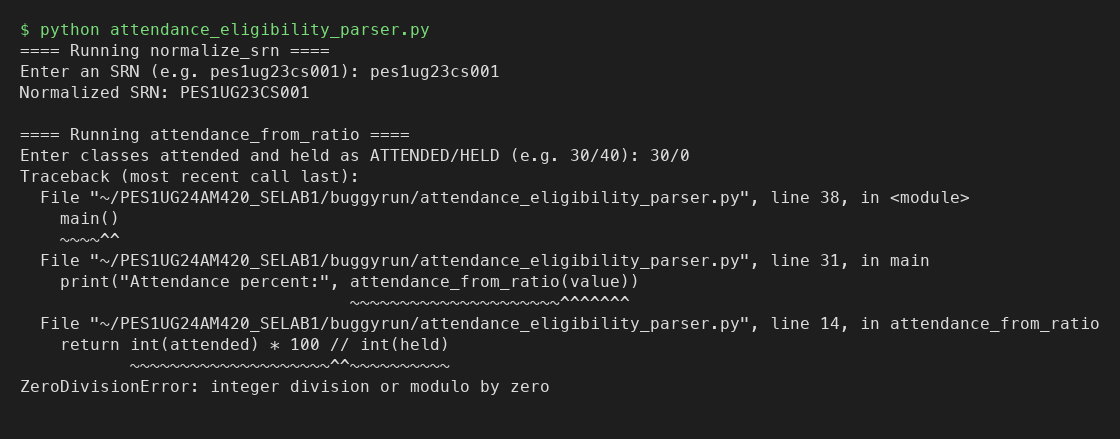 $ python attendance_eligibility_parser.py
==== Running normalize_srn ====
Enter an SRN (e.g. pes1ug23cs001): pes1ug23cs001
Normalized SRN: PES1UG23CS001

==== Running attendance_from_ratio ====
Enter classes attended and held as ATTENDED/HELD (e.g. 30/40): 30/0
Traceback (most recent call last):
  File "~/PES1UG24AM420_SELAB1/buggyrun/attendance_eligibility_parser.py", line 38, in <module>
    main()
    ~~~~^^
  File "~/PES1UG24AM420_SELAB1/buggyrun/attendance_eligibility_parser.py", line 31, in main
    print("Attendance percent:", attendance_from_ratio(value))
                                 ~~~~~~~~~~~~~~~~~~~~~^^^^^^^
  File "~/PES1UG24AM420_SELAB1/buggyrun/attendance_eligibility_parser.py", line 14, in attendance_from_ratio
    return int(attended) * 100 // int(held)
           ~~~~~~~~~~~~~~~~~~~~^^~~~~~~~~~~
ZeroDivisionError: integer division or modulo by zero